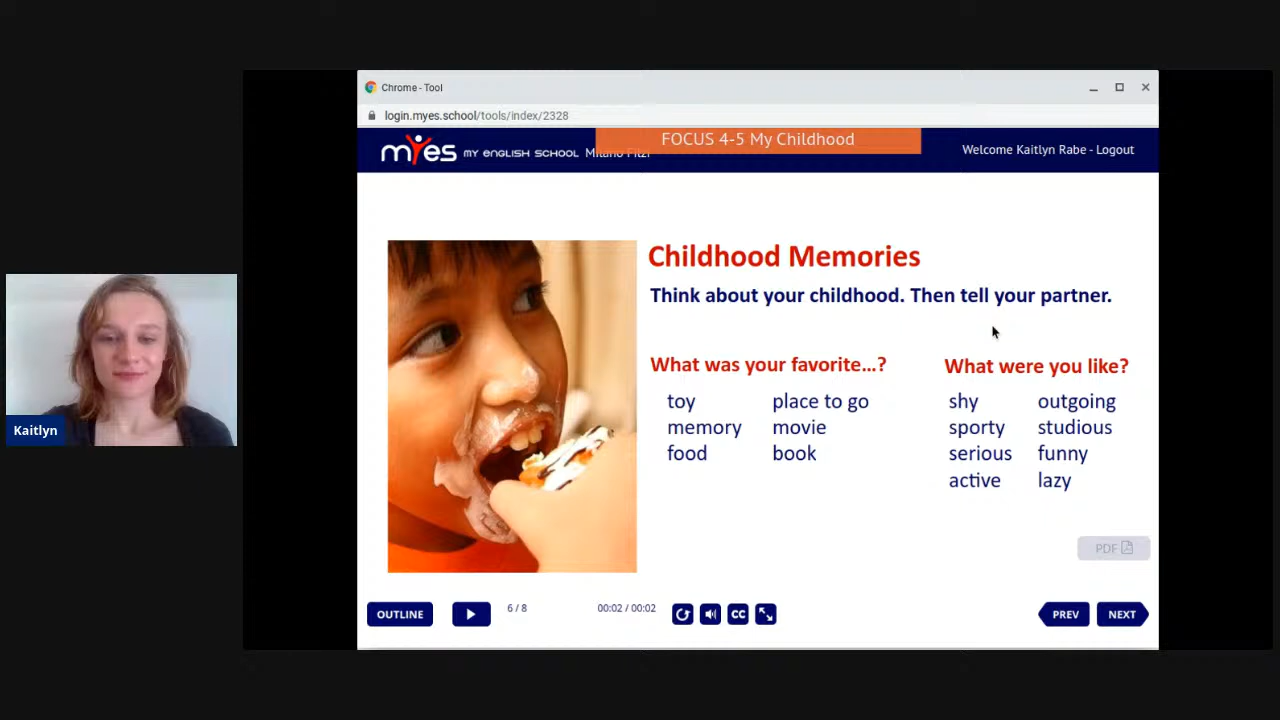 Chrome - Tool
login.myes.school/tools/index/2328
FOCUS 4-5 My Childhood
myes MY ENGLISH SCHOOL Milano Filzi
Welcome Kaitlyn Rabe - Logout
Childhood Memories
Think about your childhood. Then tell your partner.
What was your favorite...? What were you like?
toy place to go shy outgoing
memory movie sporty studious
food book serious funny
active lazy
Kaitlyn
PDF
OUTLINE 6 / 8 00:02 / 00:02 CC PREV NEXT